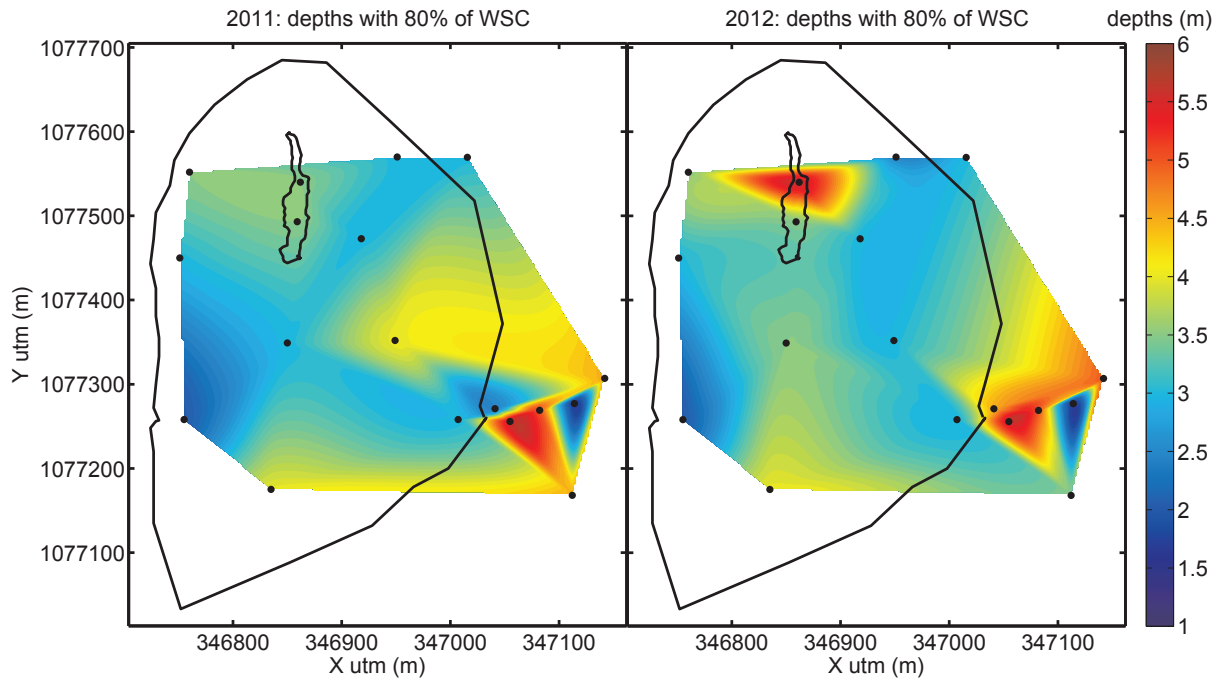 2011: depths with 80% of WSC
2012: depths with 80% of WSC
depths (m)
1077700
1077600
1077500
1077400
1077300
1077200
1077100
Y utm (m)
346800 346900 347000 347100
X utm (m)
346800 346900 347000 347100
X utm (m)
6
5.5
5
4.5
4
3.5
3
2.5
2
1.5
1